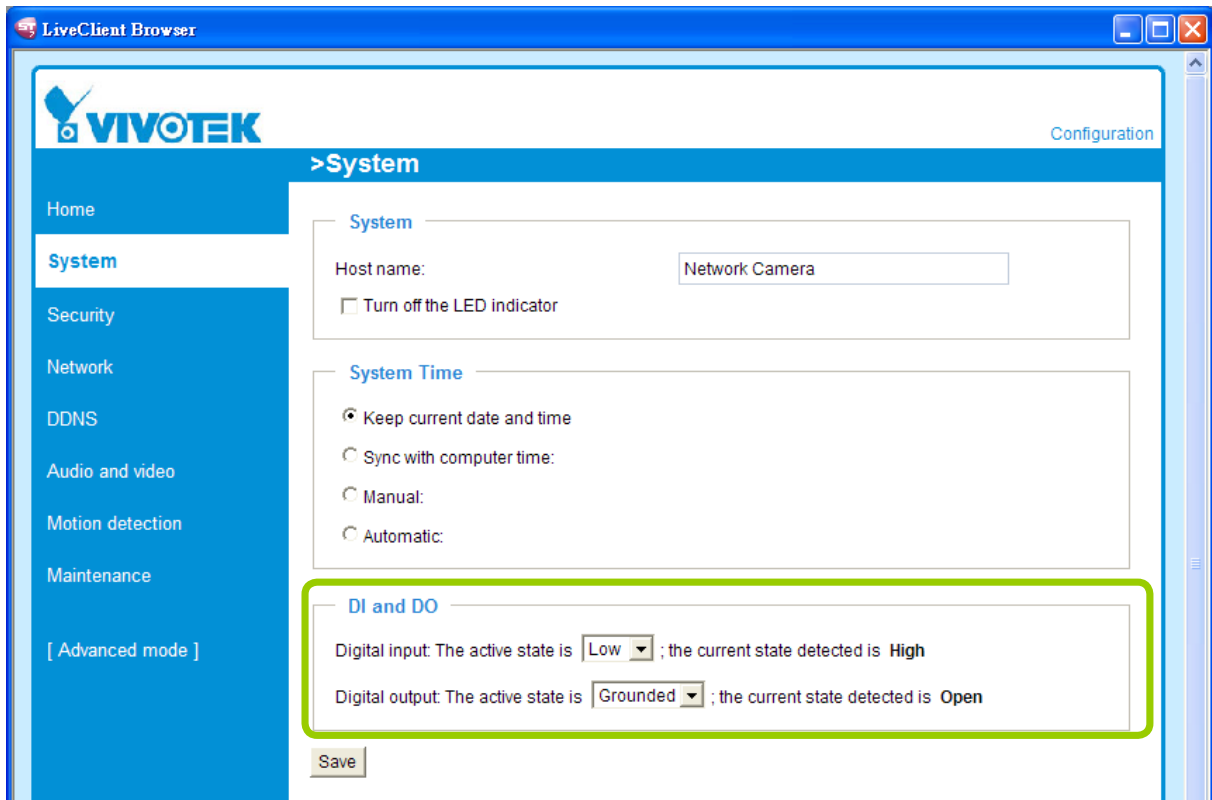 LiveClient Browser
VIVOTEK
Configuration
>System
Home
System
Security
Network
DDNS
Audio and video
Motion detection
Maintenance
[ Advanced mode ]
System
Host name: Network Camera
Turn off the LED indicator
System Time
Keep current date and time
Sync with computer time:
Manual:
Automatic:
DI and DO
Digital input: The active state is Low ; the current state detected is High
Digital output: The active state is Grounded ; the current state detected is Open
Save